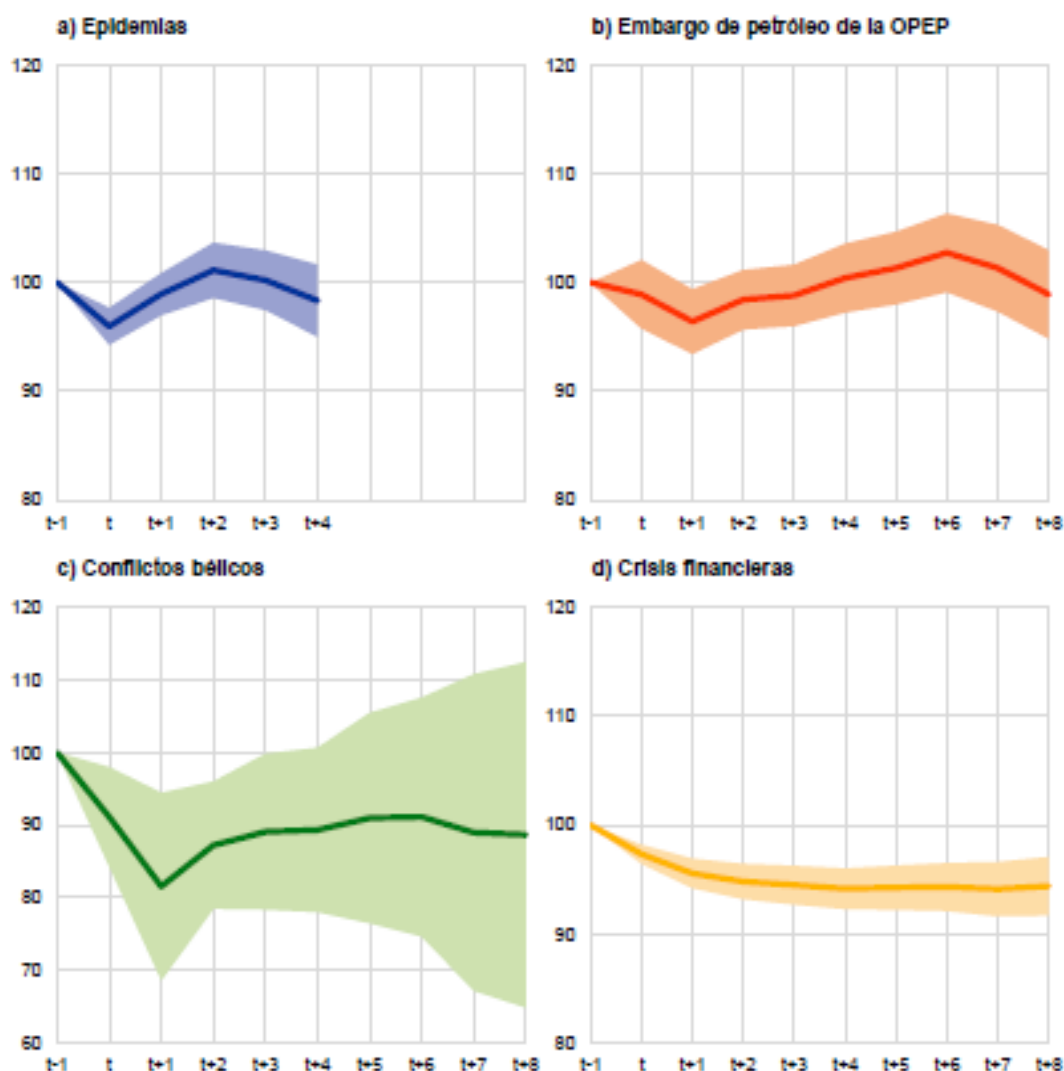 a) Epidemias
120
110
100
90
80
t-1 t t+1 t+2 t+3 t+4
b) Embargo de petróleo de la OPEP
120
110
100
90
80
t-1 t t+1 t+2 t+3 t+4 t+5 t+6 t+7 t+8
c) Conflictos bélicos
120
110
100
90
80
70
60
t-1 t t+1 t+2 t+3 t+4 t+5 t+6 t+7 t+8
d) Crisis financieras
120
110
100
90
80
t-1 t t+1 t+2 t+3 t+4 t+5 t+6 t+7 t+8